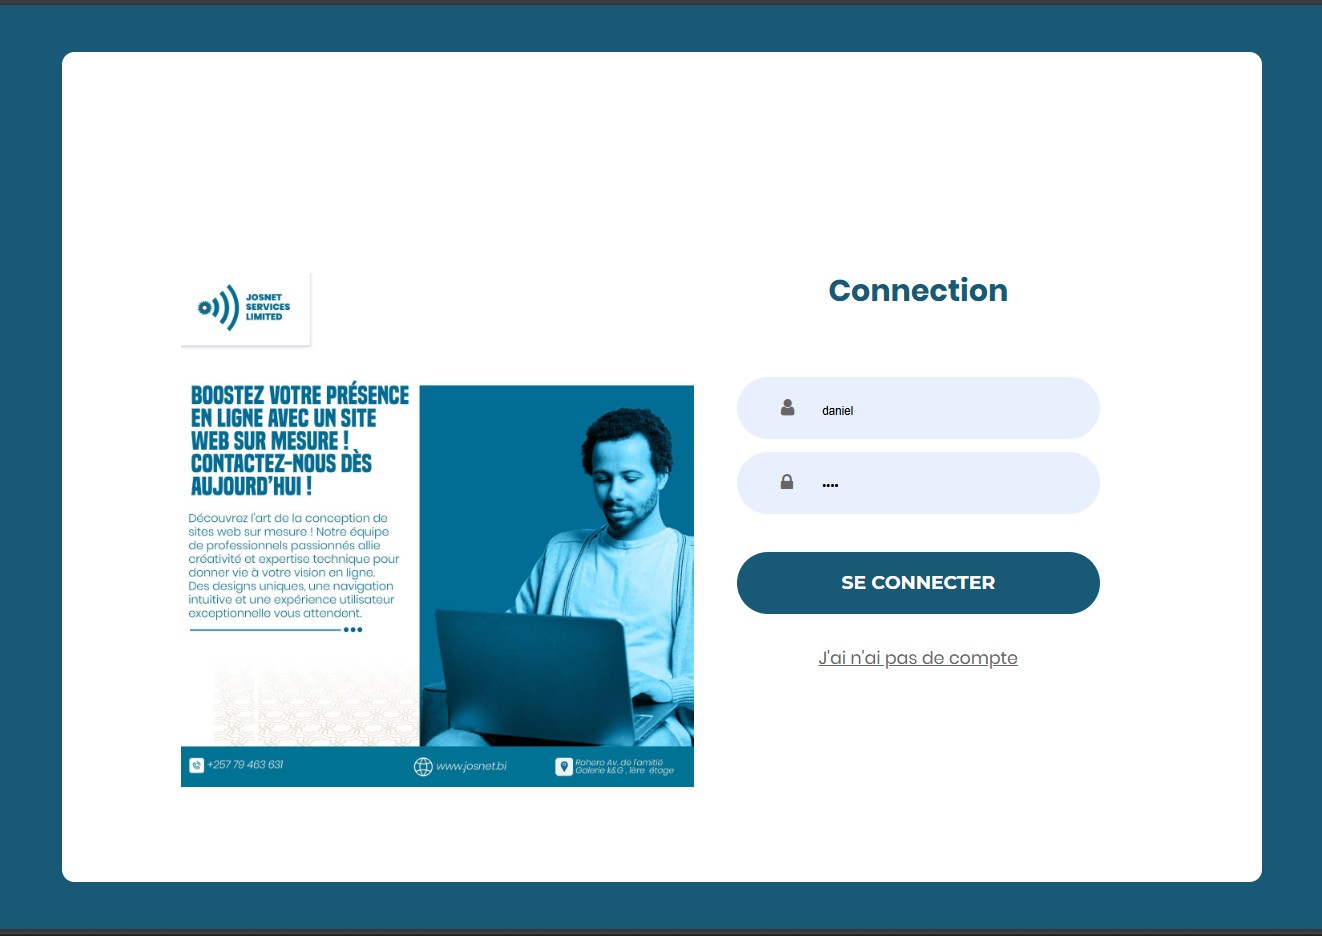 JOSNET
SERVICES
LIMITED
BOOSTEZ VOTRE PRÉSENCE
EN LIGNE AVEC UN SITE
WEB SUR MESURE !
CONTACTEZ-NOUS DÈS
AUJOURD'HUI !
Découvrez l'art de la conception de
sites web sur mesure ! Notre équipe
de professionnels passionnés allie
créativité et expertise technique pour
donner vie à votre vision en ligne.
Des designs uniques, une navigation
intuitive et une expérience utilisateur
exceptionnelle vous attendent.
+257 79 463 631
www.josnet.bi
Rohero Av. de l'amitié
Galerie k&G , 1ère étage
Connection
daniel
••••
SE CONNECTER
J'ai n'ai pas de compte